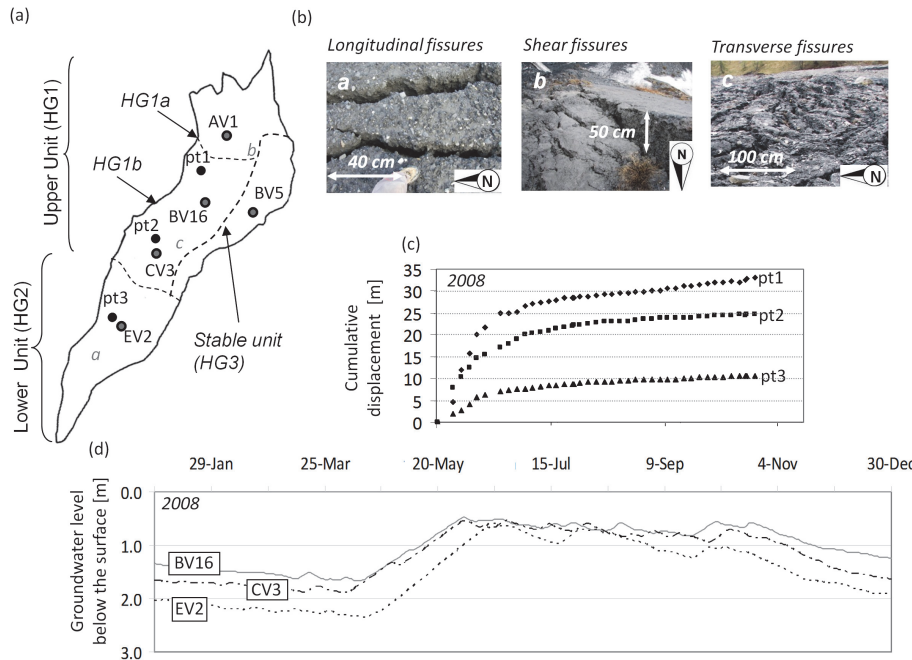 (a)
Upper Unit (HG1)
Lower Unit (HG2)
HG1a
HG1b
AV1
b
pt1
BV5
BV16
pt2
c
CV3
pt3
EV2
a
Stable unit
(HG3)
(b)
Longitudinal fissures
Shear fissures
Transverse fissures
a
40 cm
N
b
50 cm
N
c
100 cm
N
(c)
Cumulative
displacement [m]
2008
35
30
25
20
15
10
5
0
pt1
pt2
pt3
(d)
29-Jan 25-Mar 20-May 15-Jul 9-Sep 4-Nov 30-Dec
Groundwater level
below the surface [m]
0.0
1.0
2.0
3.0
2008
BV16
CV3
EV2